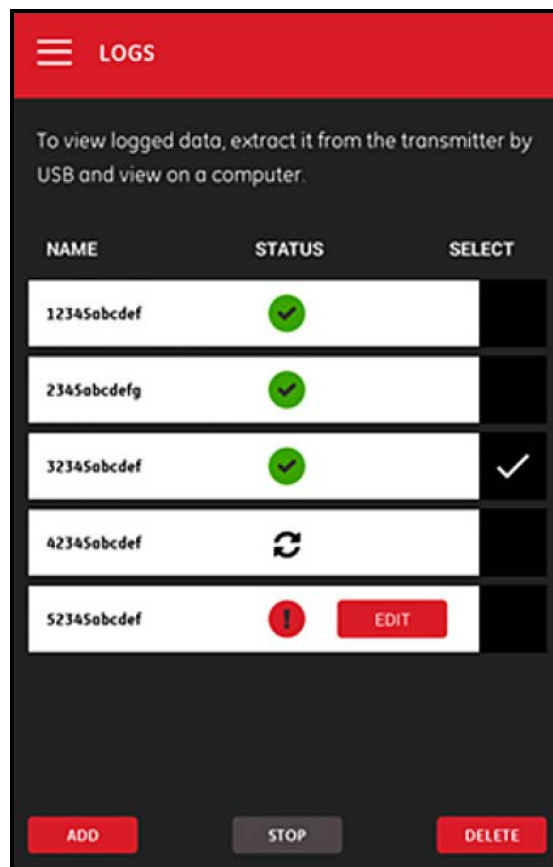 LOGS
To view logged data, extract it from the transmitter by
USB and view on a computer.
NAME STATUS SELECT
12345abcdef
2345abcdefg
32345abcdef
42345abcdef
52345abcdef ! EDIT
ADD STOP DELETE